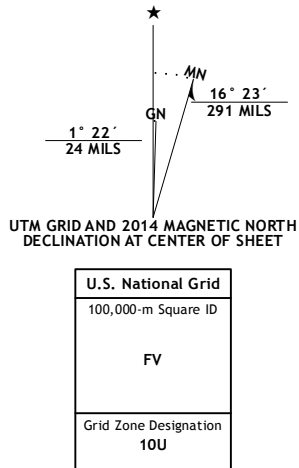 ★
MN
GN
16° 23´
291 MILS
1° 22´
24 MILS
UTM GRID AND 2014 MAGNETIC NORTH
DECLINATION AT CENTER OF SHEET
U.S. National Grid
100,000-m Square ID
FV
Grid Zone Designation
10U